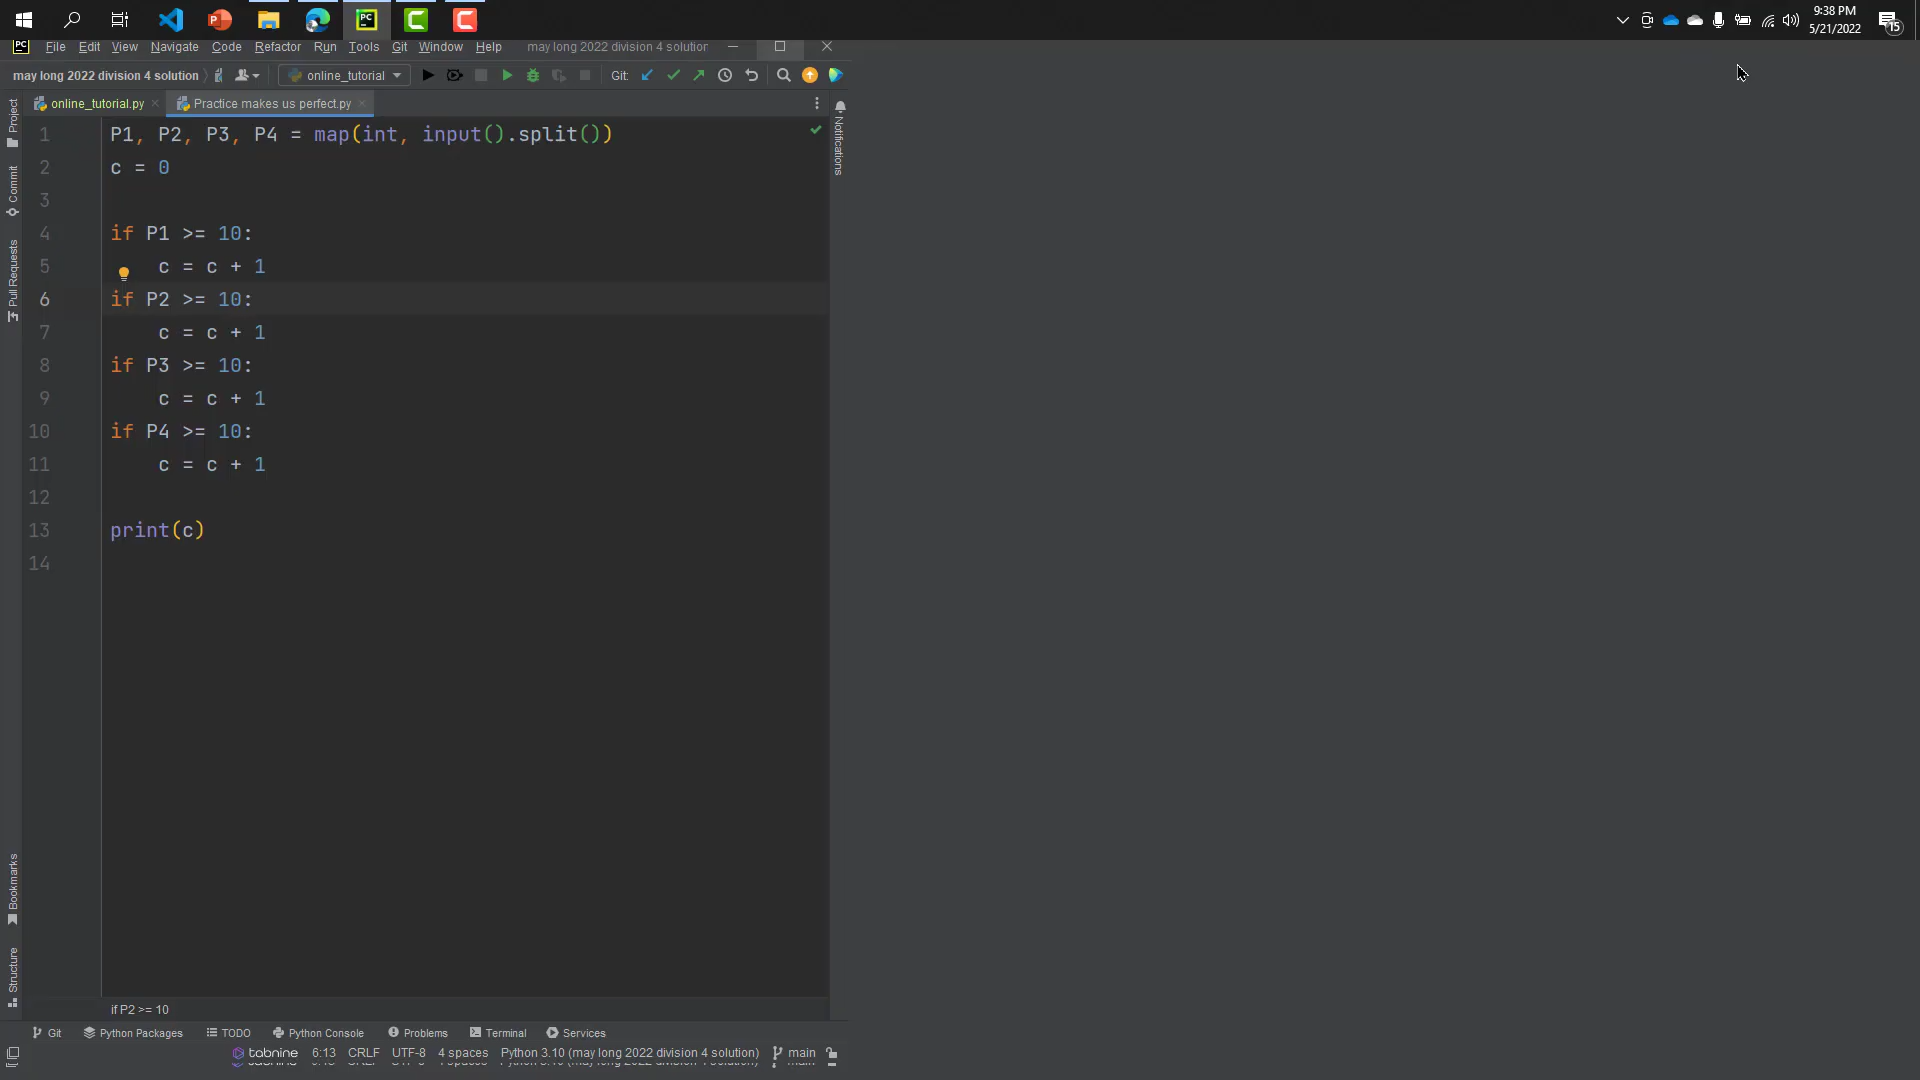 9:38 PM
5/21/2022
15
PC
File Edit View Navigate Code Refactor Run Tools Git Window Help may long 2022 division 4 solution
may long 2022 division 4 solution online_tutorial Git:
online_tutorial.py Practice makes us perfect.py
Project
Commit
Pull Requests
Bookmarks
Structure
Notifications
1 P1, P2, P3, P4 = map(int, input().split())
2 c = 0
3
4 if P1 >= 10:
5 c = c + 1
6 if P2 >= 10:
7 c = c + 1
8 if P3 >= 10:
9 c = c + 1
10 if P4 >= 10:
11 c = c + 1
12
13 print(c)
14
if P2 >= 10
Git Python Packages TODO Python Console Problems Terminal Services
tabnine 6:13 CRLF UTF-8 4 spaces Python 3.10 (may long 2022 division 4 solution) main